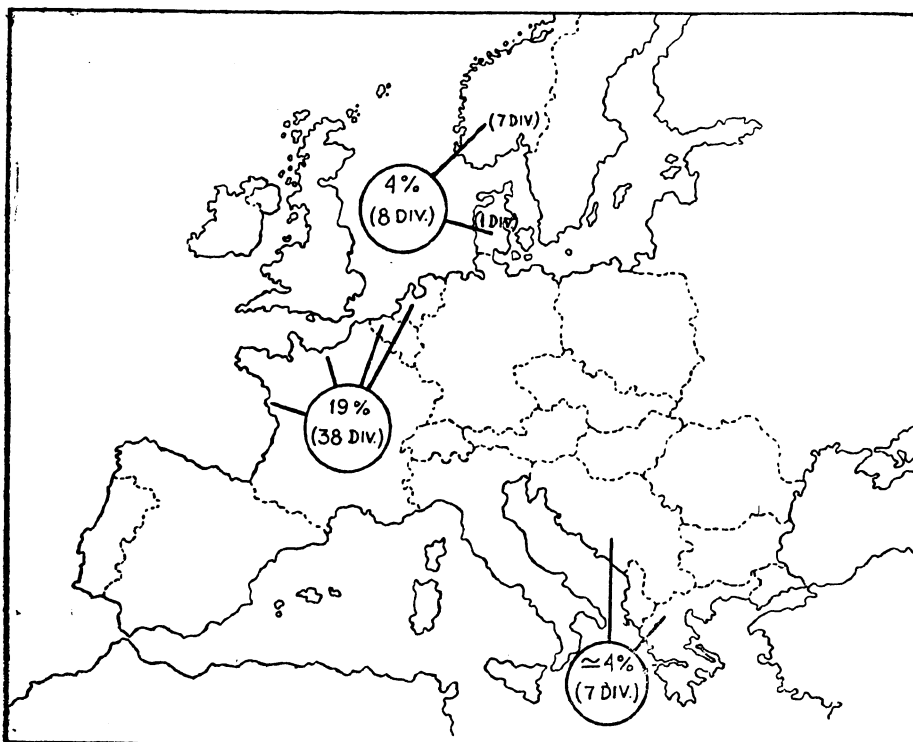 (7 DIV)
4%
(8 DIV.)
(1 DIV)
19%
(38 DIV.)
≃4%
(7 DIV.)